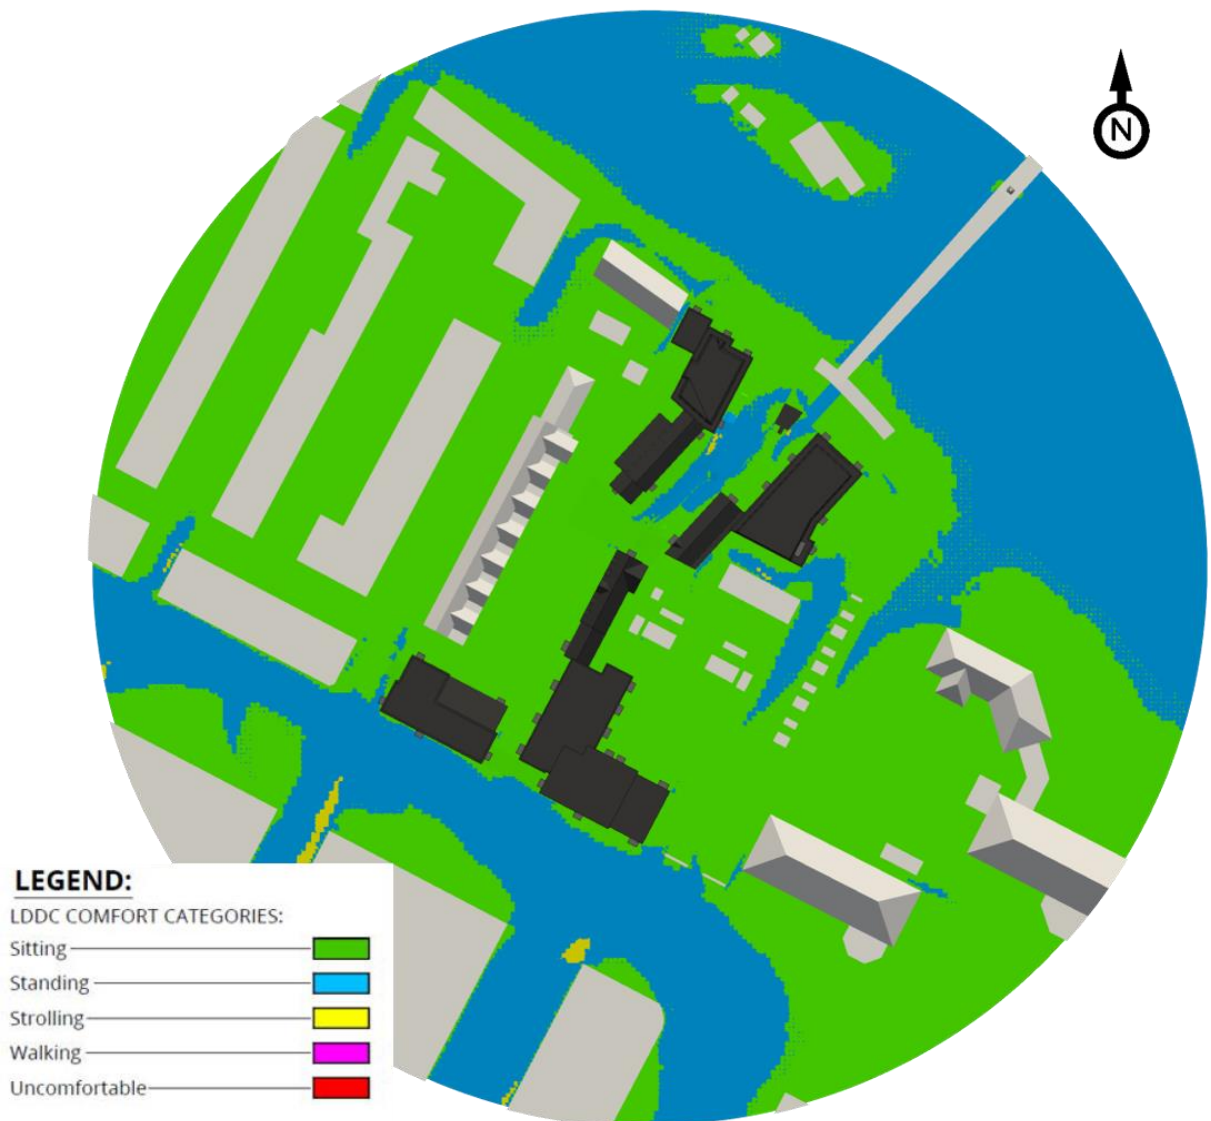 N
LEGEND:
LDDC COMFORT CATEGORIES:
Sitting
Standing
Strolling
Walking
Uncomfortable